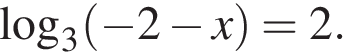 log₃(−2 − x) = 2.